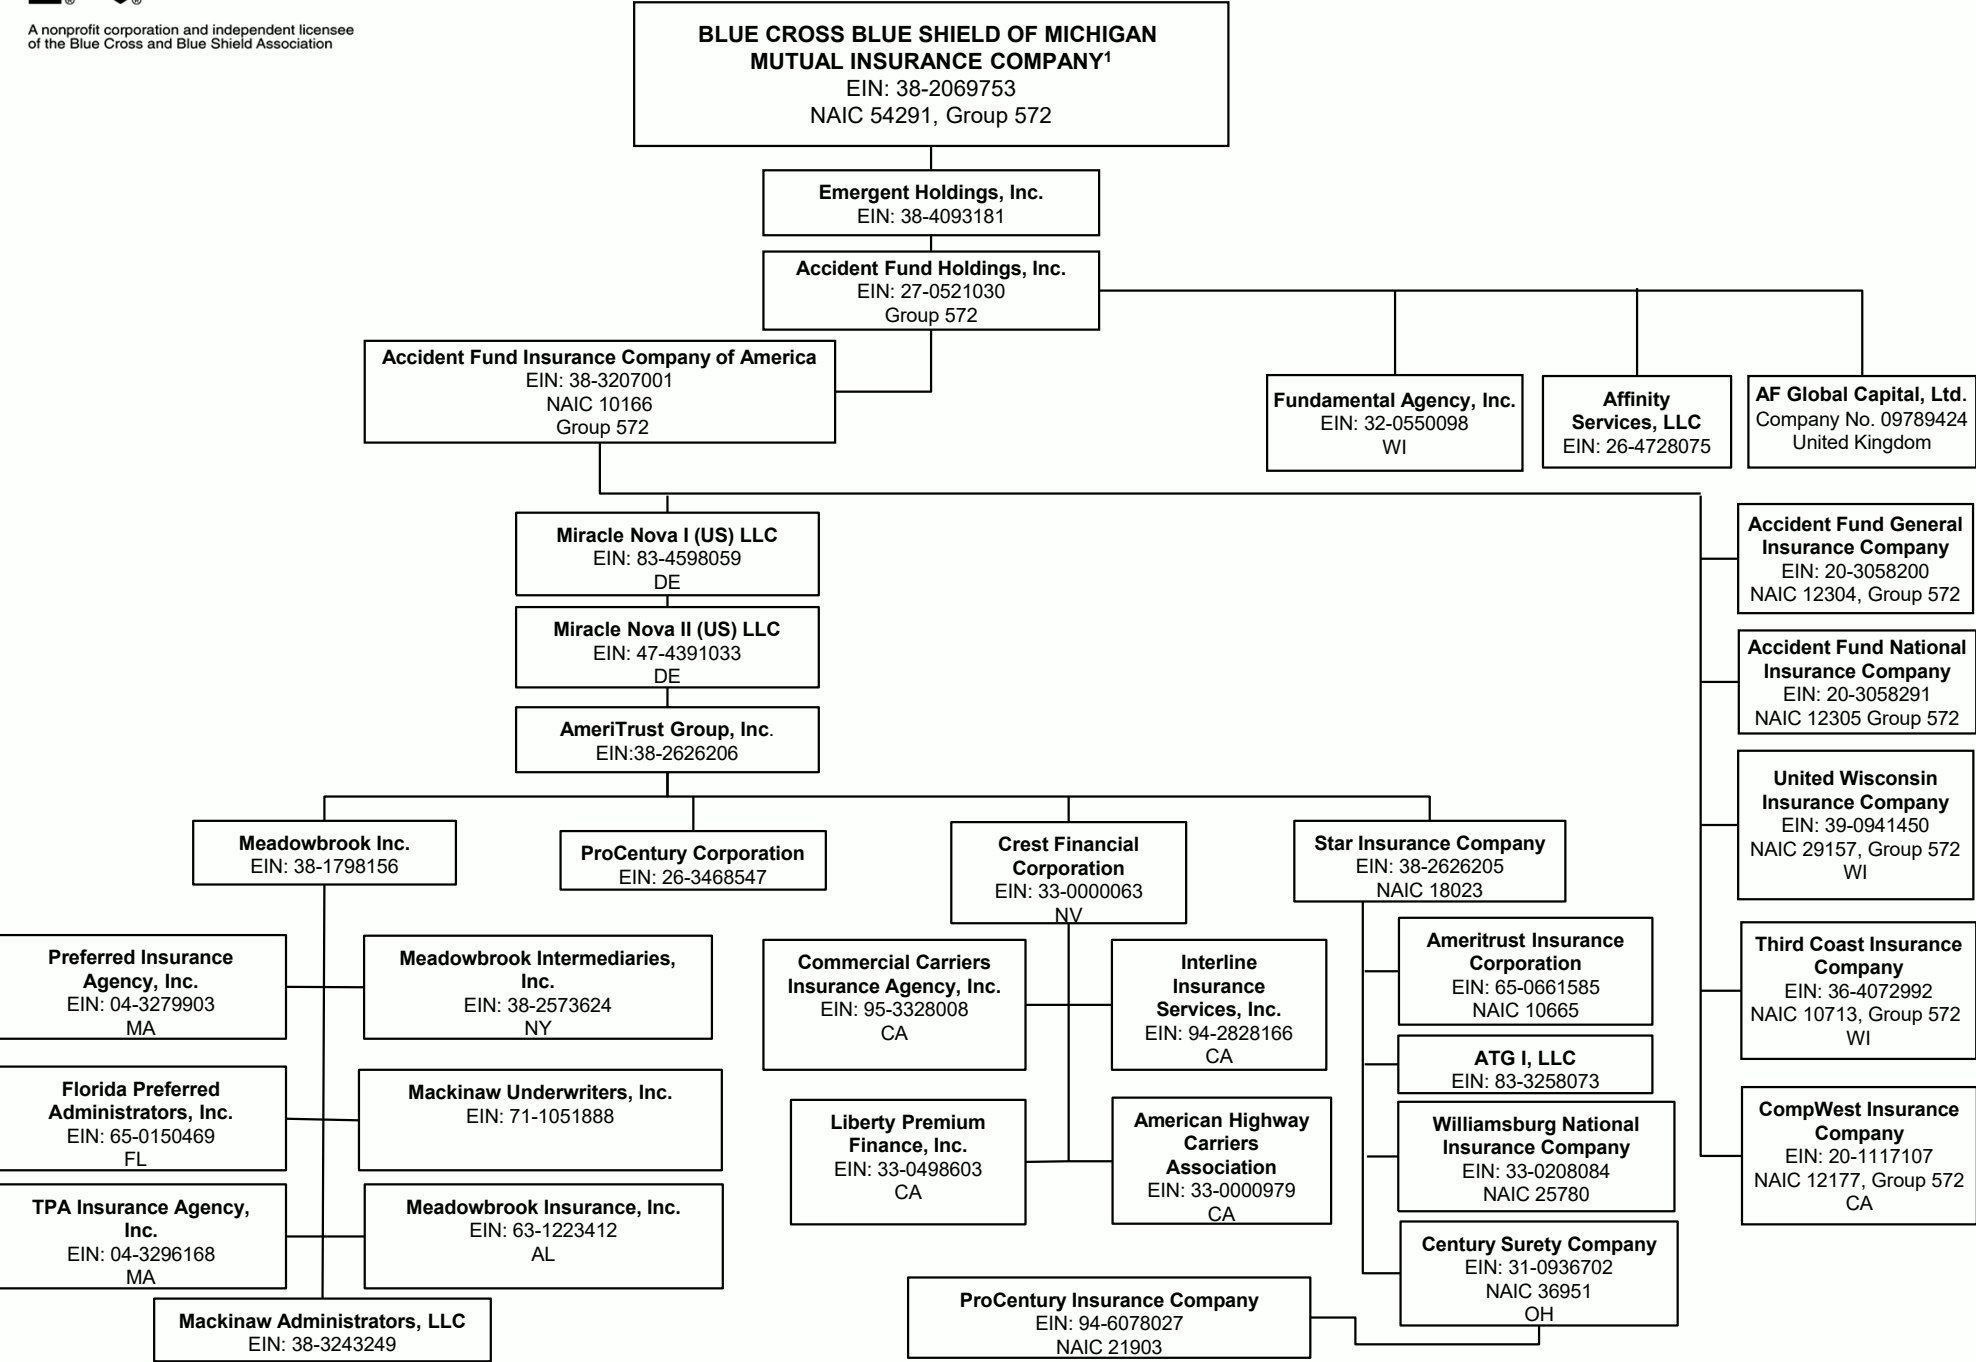 ® ®
A nonprofit corporation and independent licensee
of the Blue Cross and Blue Shield Association
BLUE CROSS BLUE SHIELD OF MICHIGAN
MUTUAL INSURANCE COMPANY¹
EIN: 38-2069753
NAIC 54291, Group 572
Emergent Holdings, Inc.
EIN: 38-4093181
Accident Fund Holdings, Inc.
EIN: 27-0521030
Group 572
Accident Fund Insurance Company of America
EIN: 38-3207001
NAIC 10166
Group 572
Fundamental Agency, Inc.
EIN: 32-0550098
WI
Affinity
Services, LLC
EIN: 26-4728075
AF Global Capital, Ltd.
Company No. 09789424
United Kingdom
Miracle Nova I (US) LLC
EIN: 83-4598059
DE
Miracle Nova II (US) LLC
EIN: 47-4391033
DE
AmeriTrust Group, Inc.
EIN:38-2626206
Accident Fund General
Insurance Company
EIN: 20-3058200
NAIC 12304, Group 572
Accident Fund National
Insurance Company
EIN: 20-3058291
NAIC 12305 Group 572
United Wisconsin
Insurance Company
EIN: 39-0941450
NAIC 29157, Group 572
WI
Third Coast Insurance
Company
EIN: 36-4072992
NAIC 10713, Group 572
WI
CompWest Insurance
Company
EIN: 20-1117107
NAIC 12177, Group 572
CA
Meadowbrook Inc.
EIN: 38-1798156
ProCentury Corporation
EIN: 26-3468547
Crest Financial
Corporation
EIN: 33-0000063
NV
Star Insurance Company
EIN: 38-2626205
NAIC 18023
Preferred Insurance
Agency, Inc.
EIN: 04-3279903
MA
Meadowbrook Intermediaries,
Inc.
EIN: 38-2573624
NY
Florida Preferred
Administrators, Inc.
EIN: 65-0150469
FL
Mackinaw Underwriters, Inc.
EIN: 71-1051888
TPA Insurance Agency,
Inc.
EIN: 04-3296168
MA
Meadowbrook Insurance, Inc.
EIN: 63-1223412
AL
Mackinaw Administrators, LLC
EIN: 38-3243249
Commercial Carriers
Insurance Agency, Inc.
EIN: 95-3328008
CA
Interline
Insurance
Services, Inc.
EIN: 94-2828166
CA
Liberty Premium
Finance, Inc.
EIN: 33-0498603
CA
American Highway
Carriers
Association
EIN: 33-0000979
CA
Ameritrust Insurance
Corporation
EIN: 65-0661585
NAIC 10665
ATG I, LLC
EIN: 83-3258073
Williamsburg National
Insurance Company
EIN: 33-0208084
NAIC 25780
Century Surety Company
EIN: 31-0936702
NAIC 36951
OH
ProCentury Insurance Company
EIN: 94-6078027
NAIC 21903